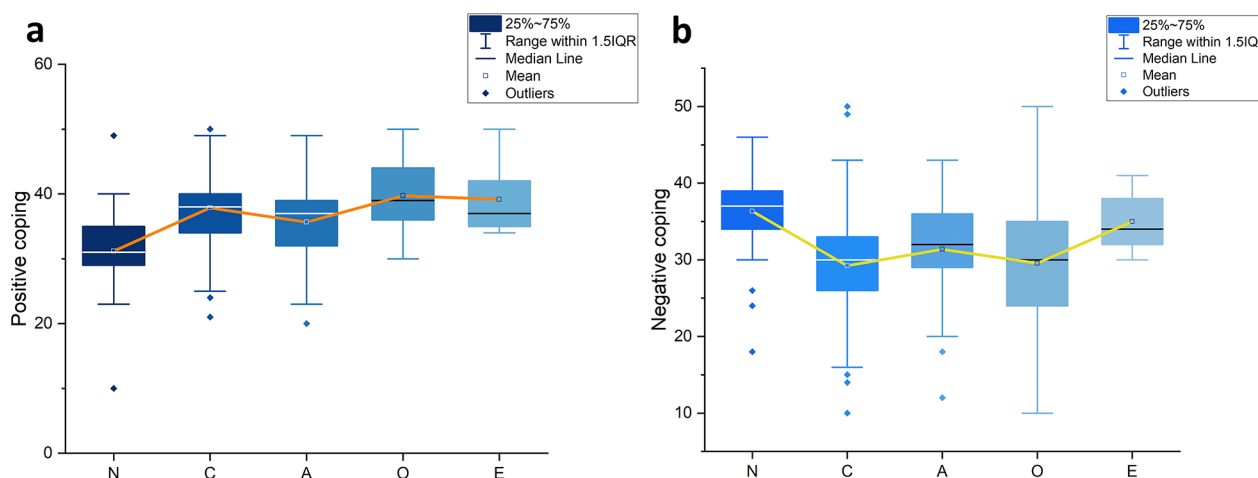 a
25%~75%
Range within 1.5IQR
Median Line
Mean
Outliers
60
40
20
0
Positive coping
N C A O E
b
25%~75%
Range within 1.5IQ
Median Line
Mean
Outliers
50
40
30
20
10
Negative coping
N C A O E